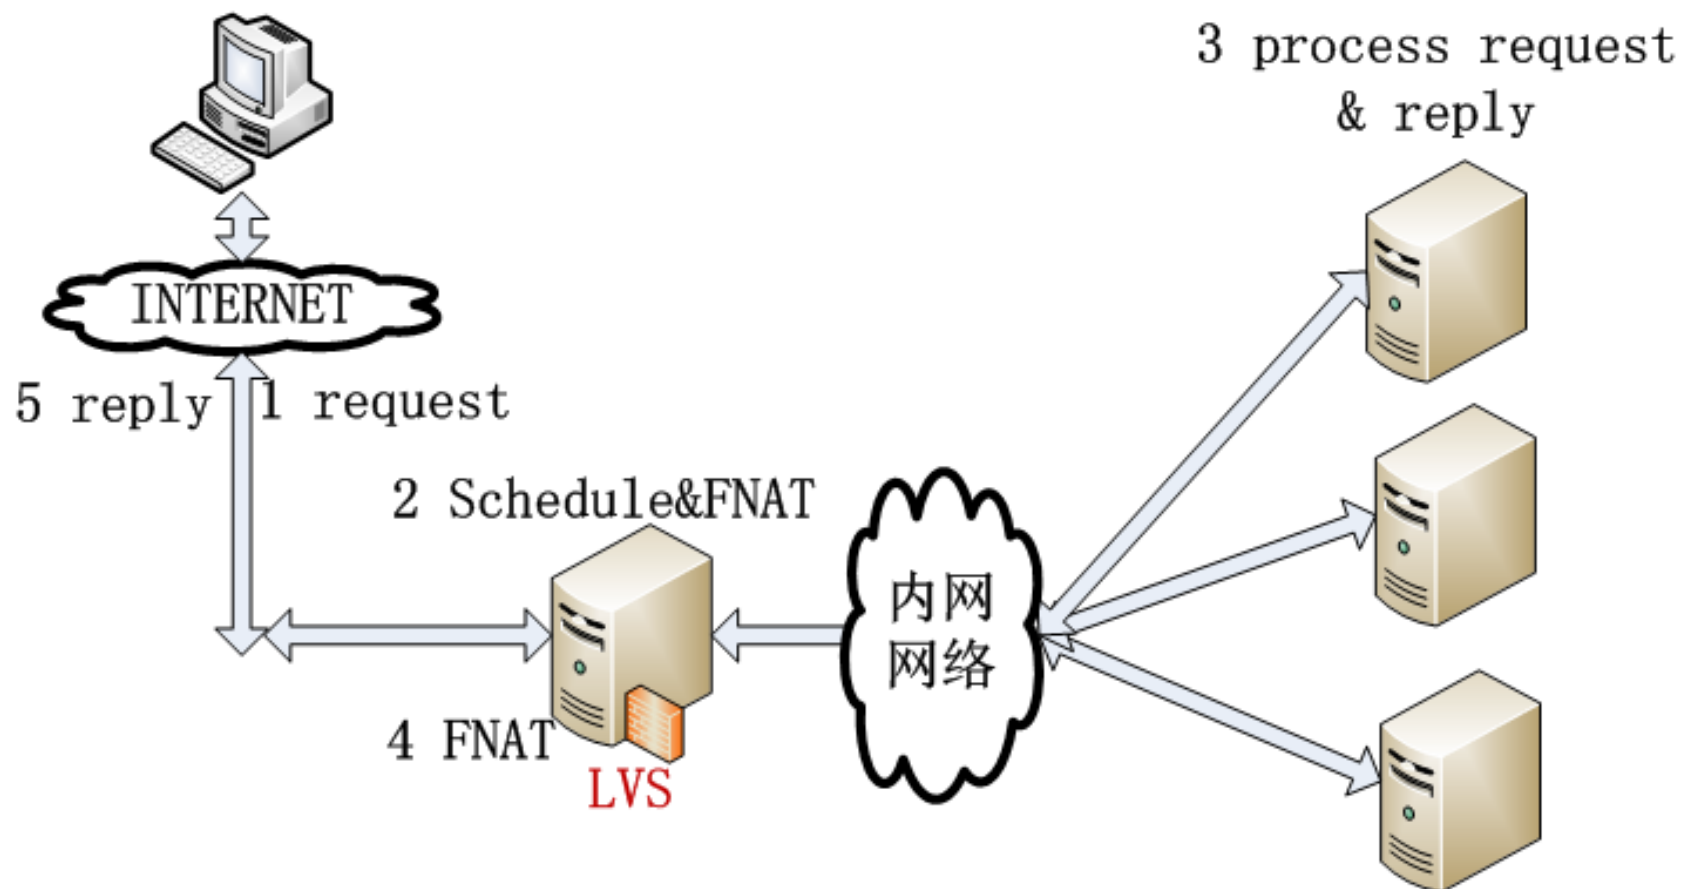 3 process request
& reply
INTERNET
5 reply
1 request
2 Schedule&FNAT
内网
网络
4 FNAT
LVS